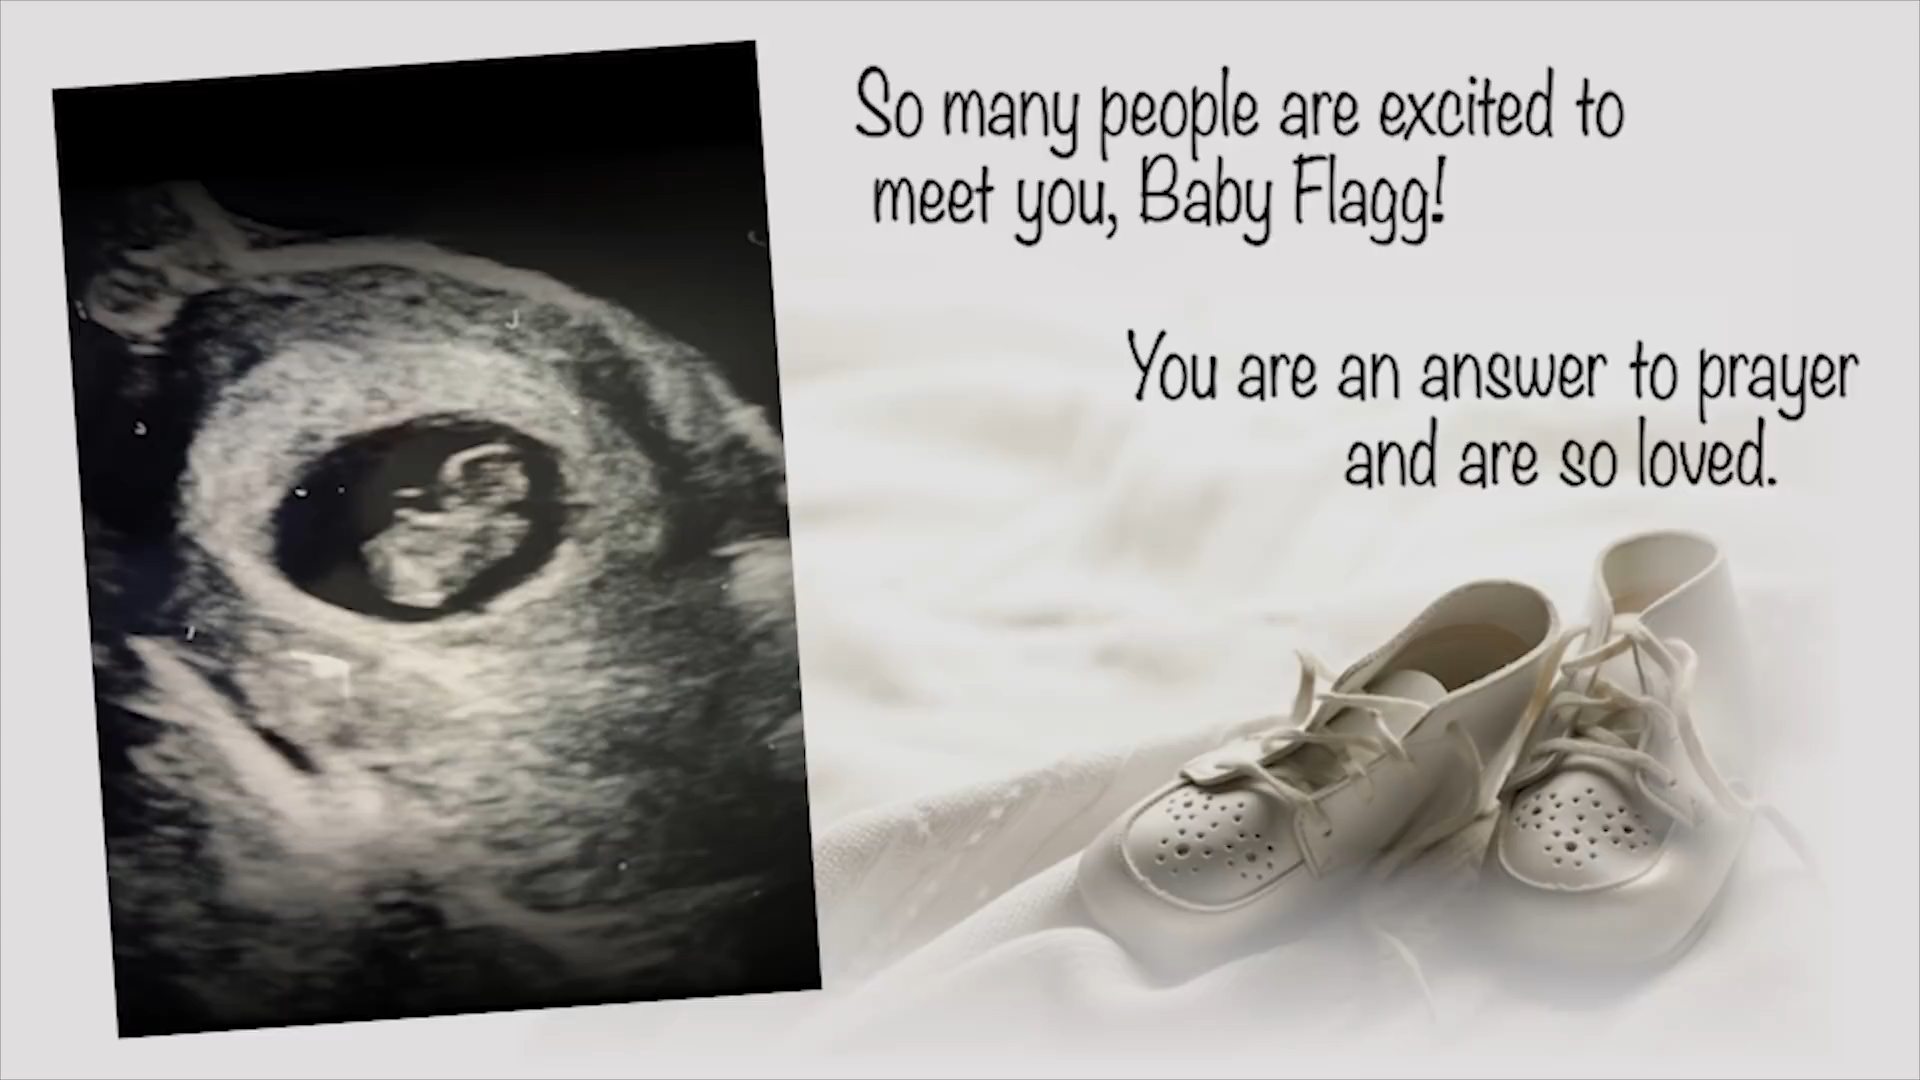 So many people are excited to
meet you, Baby Flagg!
You are an answer to prayer
and are so loved.